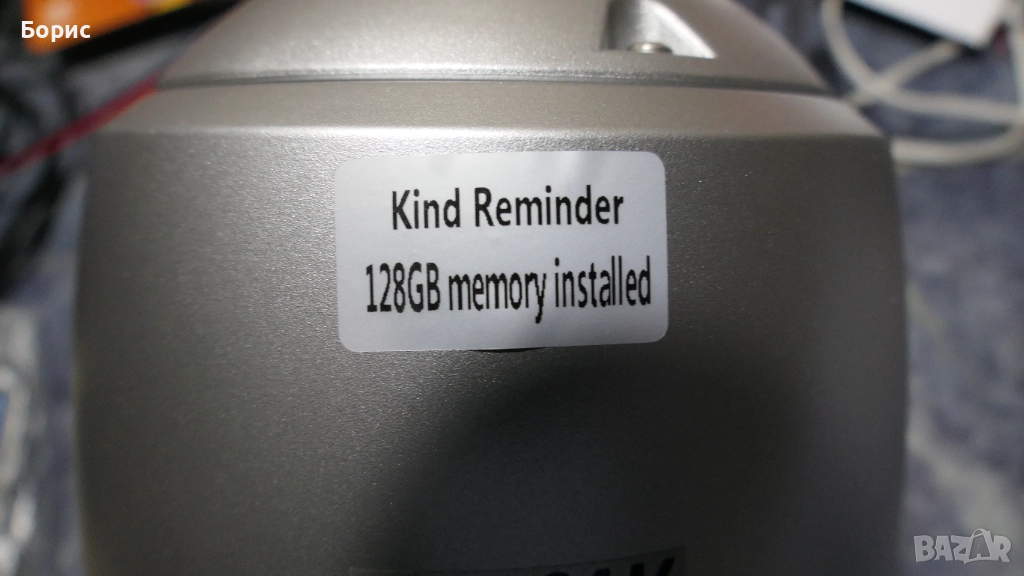 Борис
Kind Reminder
128GB memory installed
BAZAR